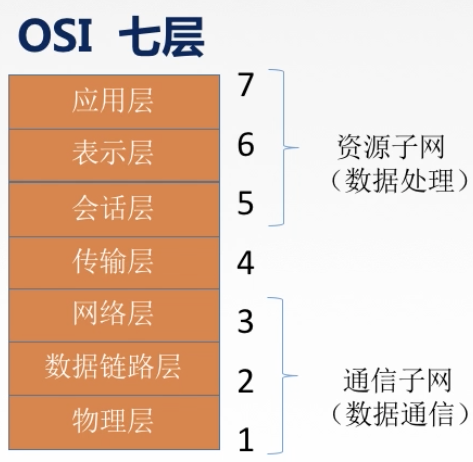 OSI 七层
应用层
7
表示层
6
会话层
5
传输层
4
网络层
3
数据链路层
2
物理层
1
资源子网
（数据处理）
通信子网
（数据通信）